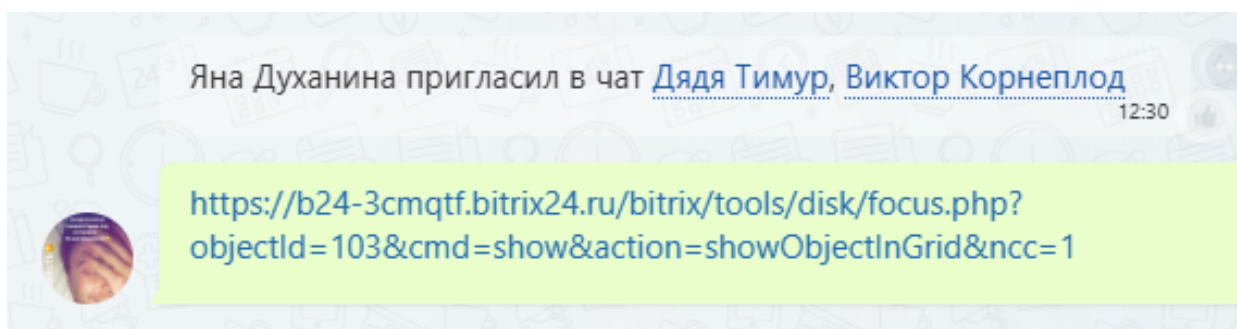 Яна Духанина пригласил в чат Дядя Тимур, Виктор Корнеплод
12:30
https://b24-3cmqtf.bitrix24.ru/bitrix/tools/disk/focus.php?
objectId=103&cmd=show&action=showObjectInGrid&ncc=1